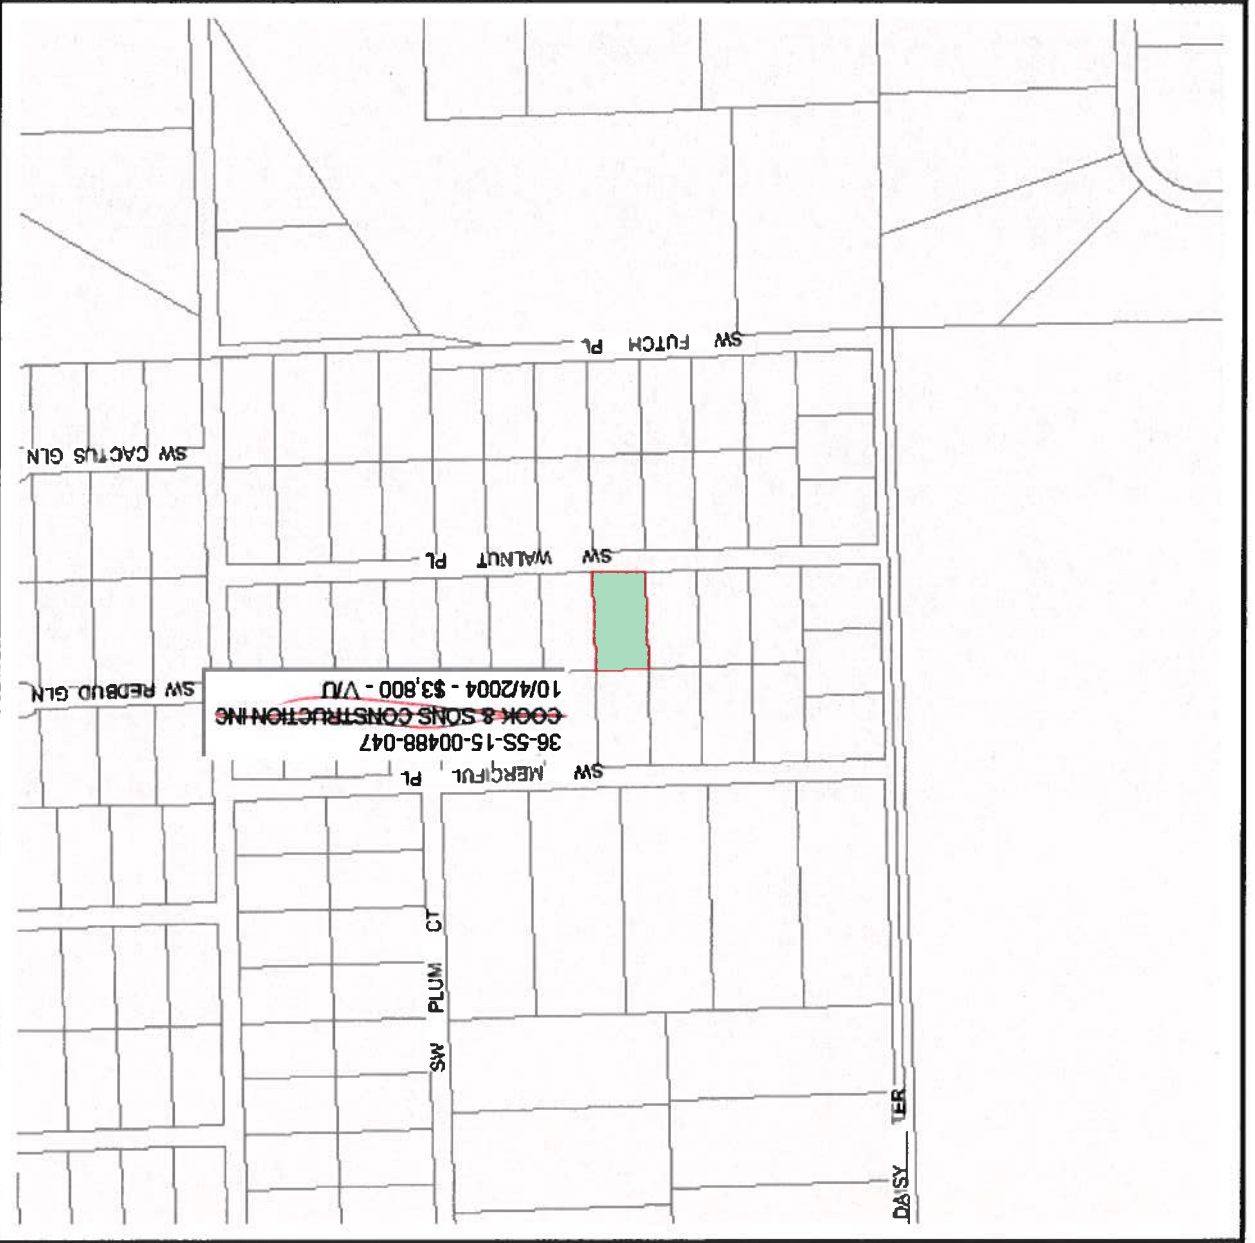 DAISY TER
SW PLUM CT
SW MERCIFUL PL
36-5S-15-00488-047
COOK & SONS CONSTRUCTION INC
10/4/2004 - $3,800 - V/U
SW REDBUD GLN
SW WALNUT PL
SW CACTUS GLN
SW FUTCH PL